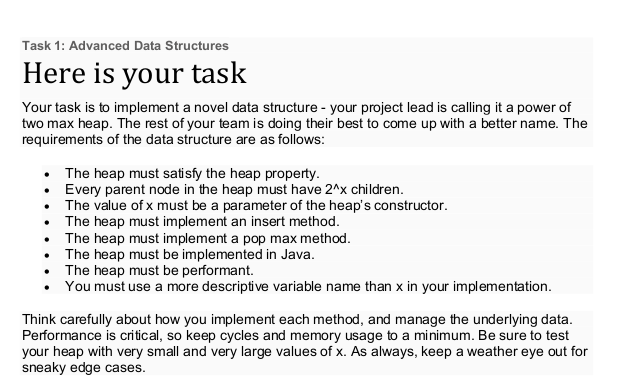 Task 1: Advanced Data Structures
Here is your task
Your task is to implement a novel data structure - your project lead is calling it a power of
two max heap. The rest of your team is doing their best to come up with a better name. The
requirements of the data structure are as follows:
• The heap must satisfy the heap property.
• Every parent node in the heap must have 2^x children.
• The value of x must be a parameter of the heap's constructor.
• The heap must implement an insert method.
• The heap must implement a pop max method.
• The heap must be implemented in Java.
• The heap must be performant.
• You must use a more descriptive variable name than x in your implementation.
Think carefully about how you implement each method, and manage the underlying data.
Performance is critical, so keep cycles and memory usage to a minimum. Be sure to test
your heap with very small and very large values of x. As always, keep a weather eye out for
sneaky edge cases.